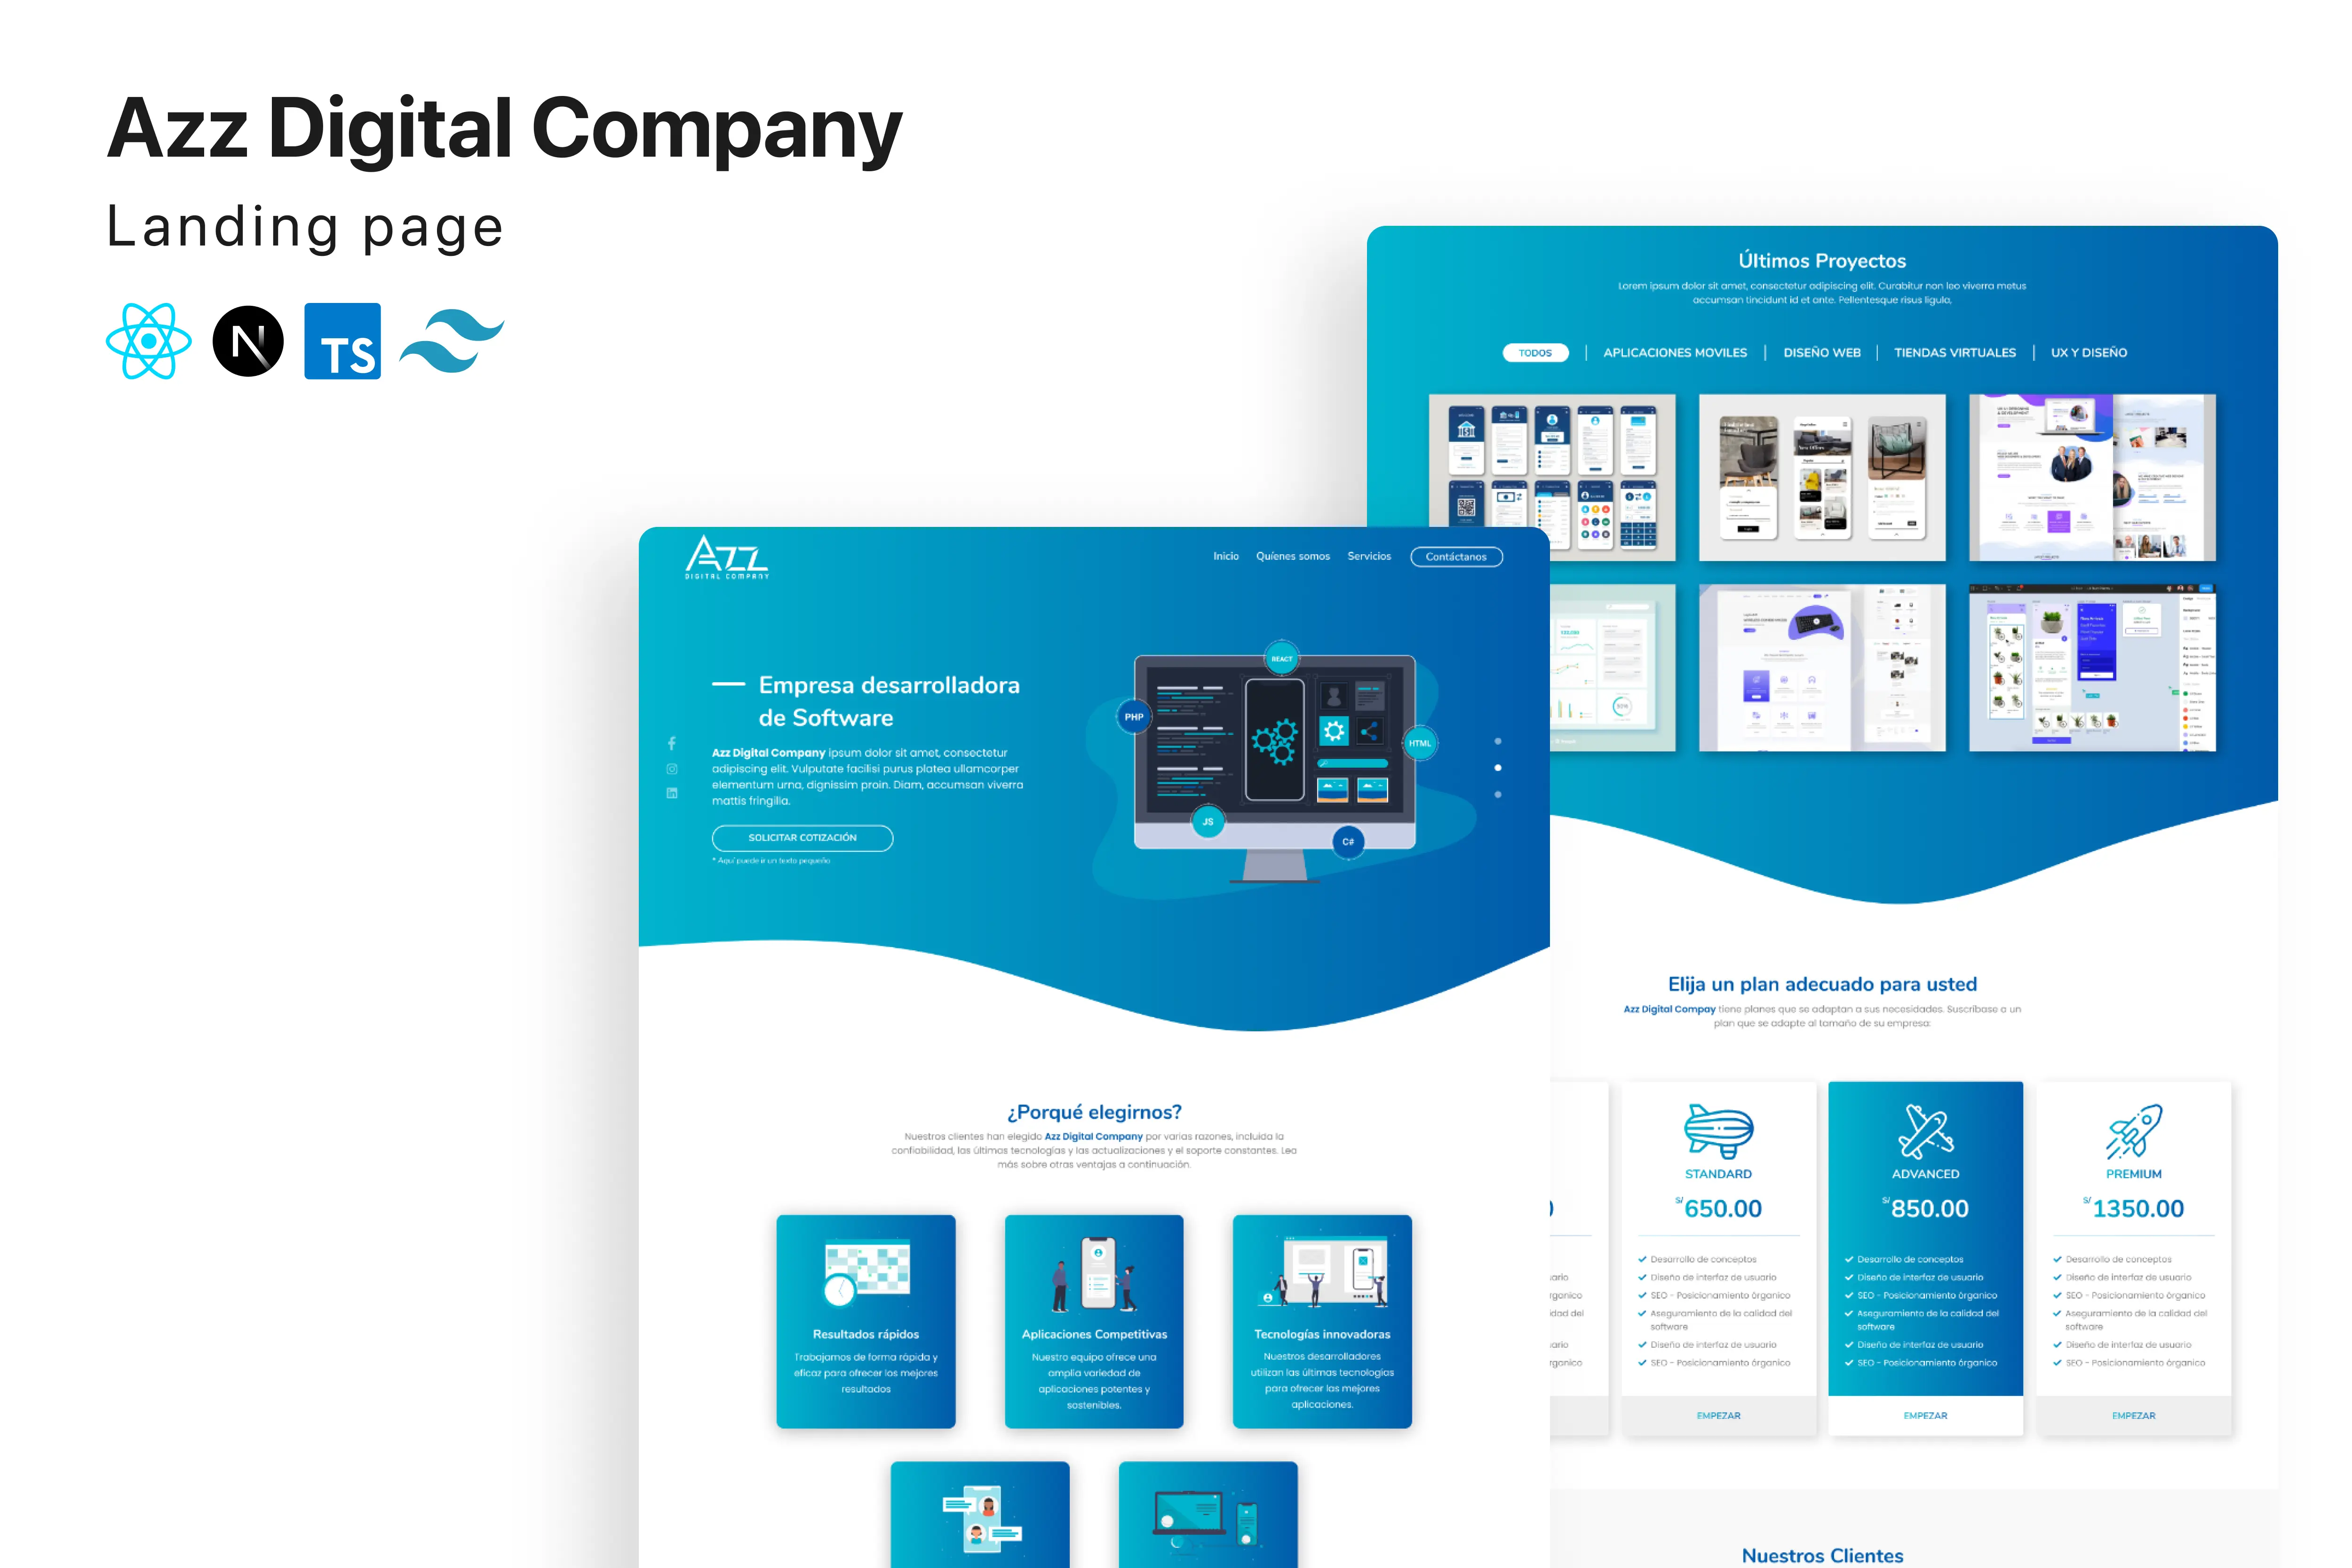 Azz Digital Company
Landing page
N
TS
AZZ
DIGITAL COMPANY
Inicio
Quíenes somos
Servicios
Contáctanos
Empresa desarrolladora
de Software
Azz Digital Company ipsum dolor sit amet, consectetur
adipiscing elit. Vulputate facilisi purus platea ullamcorper
elementum urna, dignissim proin. Diam, accumsan viverra
mattis fringilla.
SOLICITAR COTIZACIÓN
* Aquí puede ir un texto pequeño
REACT
PHP
HTML
JS
C#
¿Porqué elegirnos?
Nuestros clientes han elegido Azz Digital Company por varias razones, incluida la
confiabilidad, las últimas tecnologías y las actualizaciones y el soporte constantes. Lea
más sobre otras ventajas a continuación.
Resultados rápidos
Trabajamos de forma rápida y
eficaz para ofrecer los mejores
resultados
Aplicaciones Competitivas
Nuestro equipo ofrece una
amplia variedad de
aplicaciones potentes y
sostenibles.
Tecnologías innovadoras
Nuestros desarrolladores
utilizan las últimas tecnologías
para ofrecer las mejores
aplicaciones.
Últimos Proyectos
Lorem ipsum dolor sit amet, consectetur adipiscing elit. Curabitur non leo viverra metus
accumsan tincidunt id et ante. Pellentesque risus ligula,
TODOS
APLICACIONES MOVILES
DISEÑO WEB
TIENDAS VIRTUALES
UX Y DISEÑO
Elija un plan adecuado para usted
Azz Digital Compay tiene planes que se adaptan a sus necesidades. Suscríbase a un
plan que se adapte al tamaño de su empresa:
STANDARD
S/ 650.00
Desarrollo de conceptos
Diseño de interfaz de usuario
SEO - Posicionamiento órganico
Aseguramiento de la calidad del
software
Diseño de interfaz de usuario
SEO - Posicionamiento órganico
EMPEZAR
ADVANCED
S/ 850.00
Desarrollo de conceptos
Diseño de interfaz de usuario
SEO - Posicionamiento órganico
Aseguramiento de la calidad del
software
Diseño de interfaz de usuario
SEO - Posicionamiento órganico
EMPEZAR
PREMIUM
S/ 1350.00
Desarrollo de conceptos
Diseño de interfaz de usuario
SEO - Posicionamiento órganico
Aseguramiento de la calidad del
software
Diseño de interfaz de usuario
SEO - Posicionamiento órganico
EMPEZAR
Nuestros Clientes